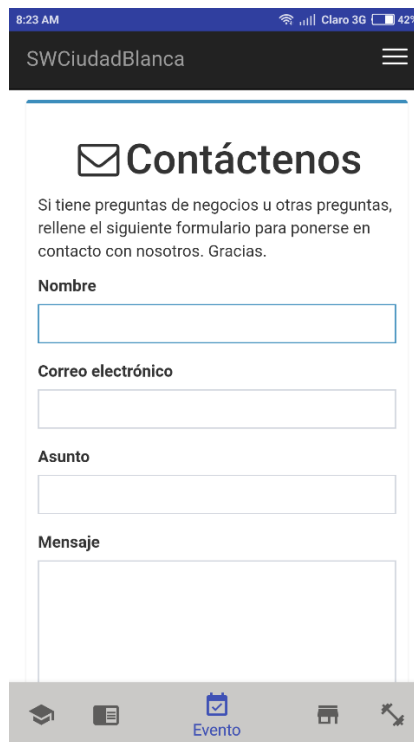 8:23 AM Claro 3G 42%
SWCiudadBlanca
Contáctenos
Si tiene preguntas de negocios u otras preguntas,
rellene el siguiente formulario para ponerse en
contacto con nosotros. Gracias.
Nombre
Correo electrónico
Asunto
Mensaje
Evento